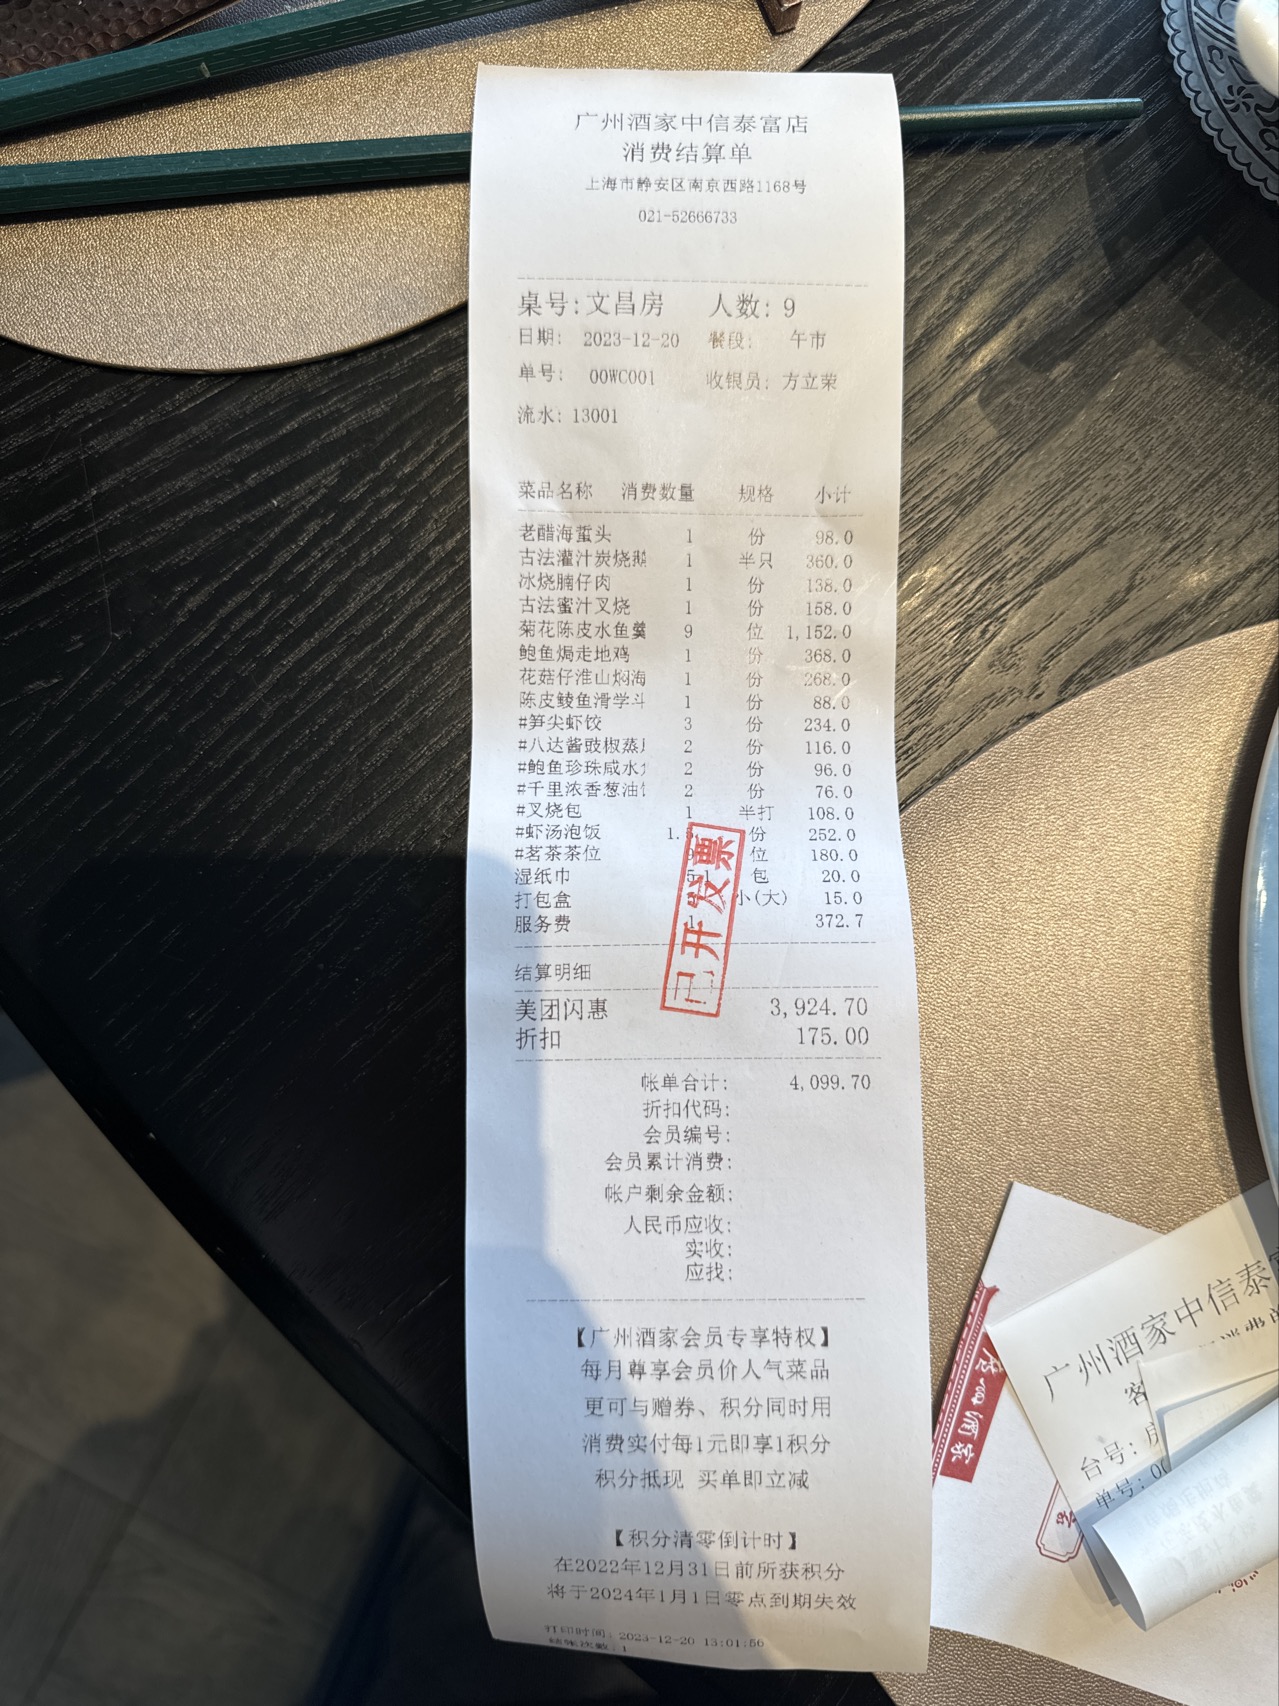 广州酒家中信泰富店
消费结算单
上海市静安区南京西路1168号
021-52666733
桌号:文昌房 人数: 9
日期: 2023-12-20 餐段: 午市
单号: 00WC001 收银员: 方立荣
流水: 13001
菜品名称 消费数量 规格 小计
老醋海蜇头 1 份 98.0
古法灌汁炭烧鹅 1 半只 360.0
冰烧腩仔肉 1 份 138.0
古法蜜汁叉烧 1 份 158.0
菊花陈皮水鱼羹 9 位 1,152.0
鲍鱼焗走地鸡 1 份 368.0
花菇仔淮山焖海 1 份 268.0
陈皮鲮鱼滑学斗 1 份 88.0
#笋尖虾饺 3 份 234.0
#八达酱豉椒蒸 2 份 116.0
#鲍鱼珍珠咸水 2 份 96.0
#千里浓香葱油 2 份 76.0
#叉烧包 1 半打 108.0
#虾汤泡饭 1.5 份 252.0
#茗茶茶位 9 位 180.0
湿纸巾 包 20.0
打包盒 小(大) 15.0
服务费 1 372.7
已开发票
结算明细
美团闪惠 3,924.70
折扣 175.00
帐单合计: 4,099.70
折扣代码:
会员编号:
会员累计消费:
帐户剩余金额:
人民币应收:
实收:
应找:
【广州酒家会员专享特权】
每月尊享会员价人气菜品
更可与赠券、积分同时用
消费实付每1元即享1积分
积分抵现 买单即立减
【积分清零倒计时】
在2022年12月31日前所获积分
将于2024年1月1日零点到期失效
打印时间: 2023-12-20 13:01:56
结账次数: 1
广州酒家中信泰
客
台号:
单号: 00
广州酒家